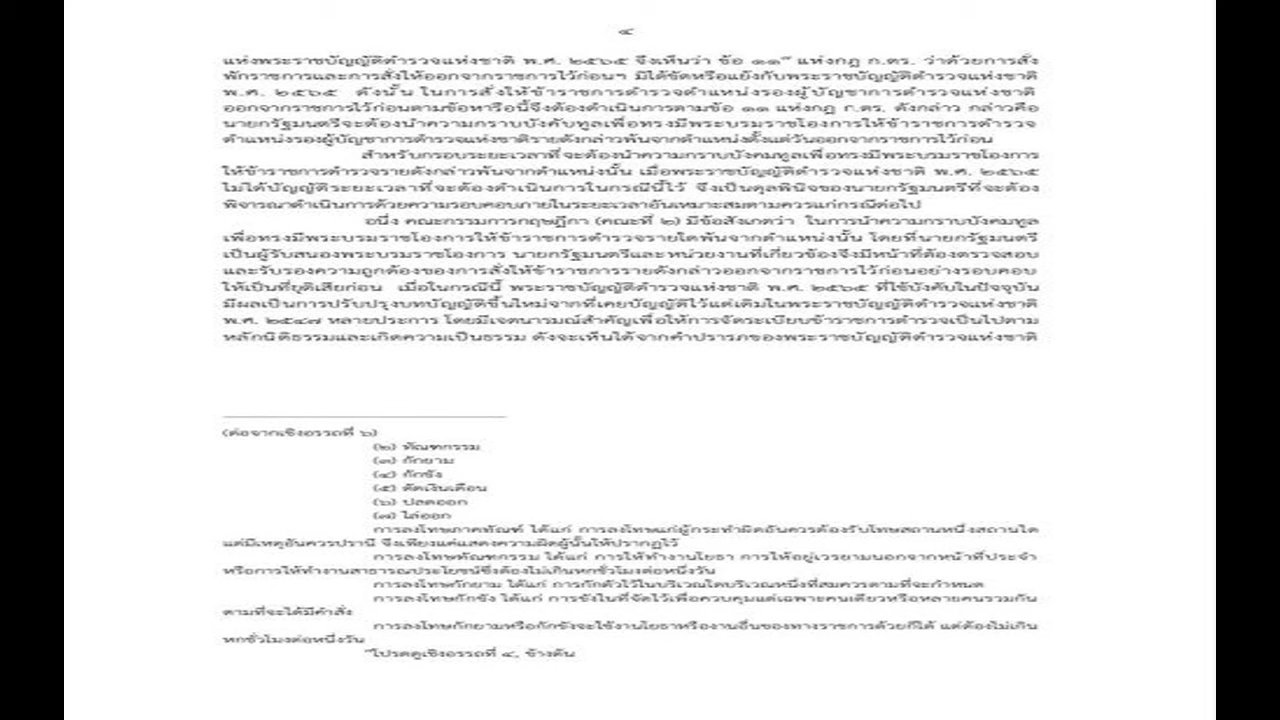 ๔
แห่งพระราชบัญญัติตำรวจแห่งชาติ พ.ศ. ๒๕๖๕ จึงเห็นว่า ข้อ ๑๑ แห่งกฎ ก.ตร. ว่าด้วยการสั่ง
พักราชการและการสั่งให้ออกจากราชการไว้ก่อนฯ มิได้ขัดหรือแย้งกับพระราชบัญญัติตำรวจแห่งชาติ
พ.ศ. ๒๕๖๕ ดังนั้น ในการสั่งให้ข้าราชการตำรวจตำแหน่งรองผู้บัญชาการตำรวจแห่งชาติ
ออกจากราชการไว้ก่อนตามข้อหารือนี้จึงต้องดำเนินการตามข้อ ๑๑ แห่งกฎ ก.ตร. ดังกล่าว กล่าวคือ
นายกรัฐมนตรีจะต้องนำความกราบบังคับทูลเพื่อทรงมีพระบรมราชโองการให้ข้าราชการตำรวจ
ตำแหน่งรองผู้บัญชาการตำรวจแห่งชาติรายดังกล่าวพ้นจากตำแหน่งตั้งแต่วันออกจากราชการไว้ก่อน
สำหรับกรอบระยะเวลาที่จะต้องนำความกราบบังคมทูลเพื่อทรงมีพระบรมราชโองการ
ให้ข้าราชการตำรวจรายดังกล่าวพ้นจากตำแหน่งนั้น เมื่อพระราชบัญญัติตำรวจแห่งชาติ พ.ศ. ๒๕๖๕
ไม่ได้บัญญัติระยะเวลาที่จะต้องดำเนินการในกรณีนี้ไว้ จึงเป็นดุลพินิจของนายกรัฐมนตรีที่จะต้อง
พิจารณาดำเนินการด้วยความรอบคอบภายในระยะเวลาอันเหมาะสมตามควรแก่กรณีต่อไป
อนึ่ง คณะกรรมการกฤษฎีกา (คณะที่ ๒) มีข้อสังเกตว่า ในการนำความกราบบังคมทูล
เพื่อทรงมีพระบรมราชโองการให้ข้าราชการตำรวจรายใดพ้นจากตำแหน่งนั้น โดยที่นายกรัฐมนตรี
เป็นผู้รับสนองพระบรมราชโองการ นายกรัฐมนตรีและหน่วยงานที่เกี่ยวข้องจึงมีหน้าที่ต้องตรวจสอบ
และรับรองความถูกต้องของการสั่งให้ข้าราชการรายดังกล่าวออกจากราชการไว้ก่อนอย่างรอบคอบ
ให้เป็นที่ยุติเสียก่อน เมื่อในกรณีนี้ พระราชบัญญัติตำรวจแห่งชาติ พ.ศ. ๒๕๖๕ ที่ใช้บังคับในปัจจุบัน
มีผลเป็นการปรับปรุงบทบัญญัติขึ้นใหม่จากที่เคยบัญญัติไว้แต่เดิมในพระราชบัญญัติตำรวจแห่งชาติ
พ.ศ. ๒๕๔๗ หลายประการ โดยมีเจตนารมณ์สำคัญเพื่อให้การจัดระเบียบข้าราชการตำรวจเป็นไปตาม
หลักนิติธรรมและเกิดความเป็นธรรม ดังจะเห็นได้จากคำปรารภของพระราชบัญญัติตำรวจแห่งชาติ
(ต่อจากเชิงอรรถที่ ๖)
(๒) ทัณฑกรรม
(๓) กักยาม
(๔) กักขัง
(๕) ตัดเงินเดือน
(๖) ปลดออก
(๗) ไล่ออก
การลงโทษภาคทัณฑ์ ได้แก่ การลงโทษแก่ผู้กระทำผิดอันควรต้องรับโทษสถานหนึ่งสถานใด
แต่มีเหตุอันควรปรานี จึงเพียงแค่แสดงความผิดผู้นั้นให้ปรากฏไว้
การลงโทษทัณฑกรรม ได้แก่ การให้ทำงานโยธา การให้อยู่เวรยามนอกจากหน้าที่ประจำ
หรือการให้ทำงานสาธารณประโยชน์ซึ่งต้องไม่เกินหกชั่วโมงต่อหนึ่งวัน
การลงโทษกักยาม ได้แก่ การกักตัวไว้ในบริเวณใดบริเวณหนึ่งที่สมควรตามที่จะกำหนด
การลงโทษกักขัง ได้แก่ การขังในที่จัดไว้เพื่อควบคุมแต่เฉพาะคนเดียวหรือหลายคนรวมกัน
ตามที่จะได้มีคำสั่ง
การลงโทษกักยามหรือกักขังจะใช้งานโยธาหรืองานอื่นของทางราชการด้วยก็ได้ แต่ต้องไม่เกิน
หกชั่วโมงต่อหนึ่งวัน
โปรดดูเชิงอรรถที่ ๔, ข้างต้น